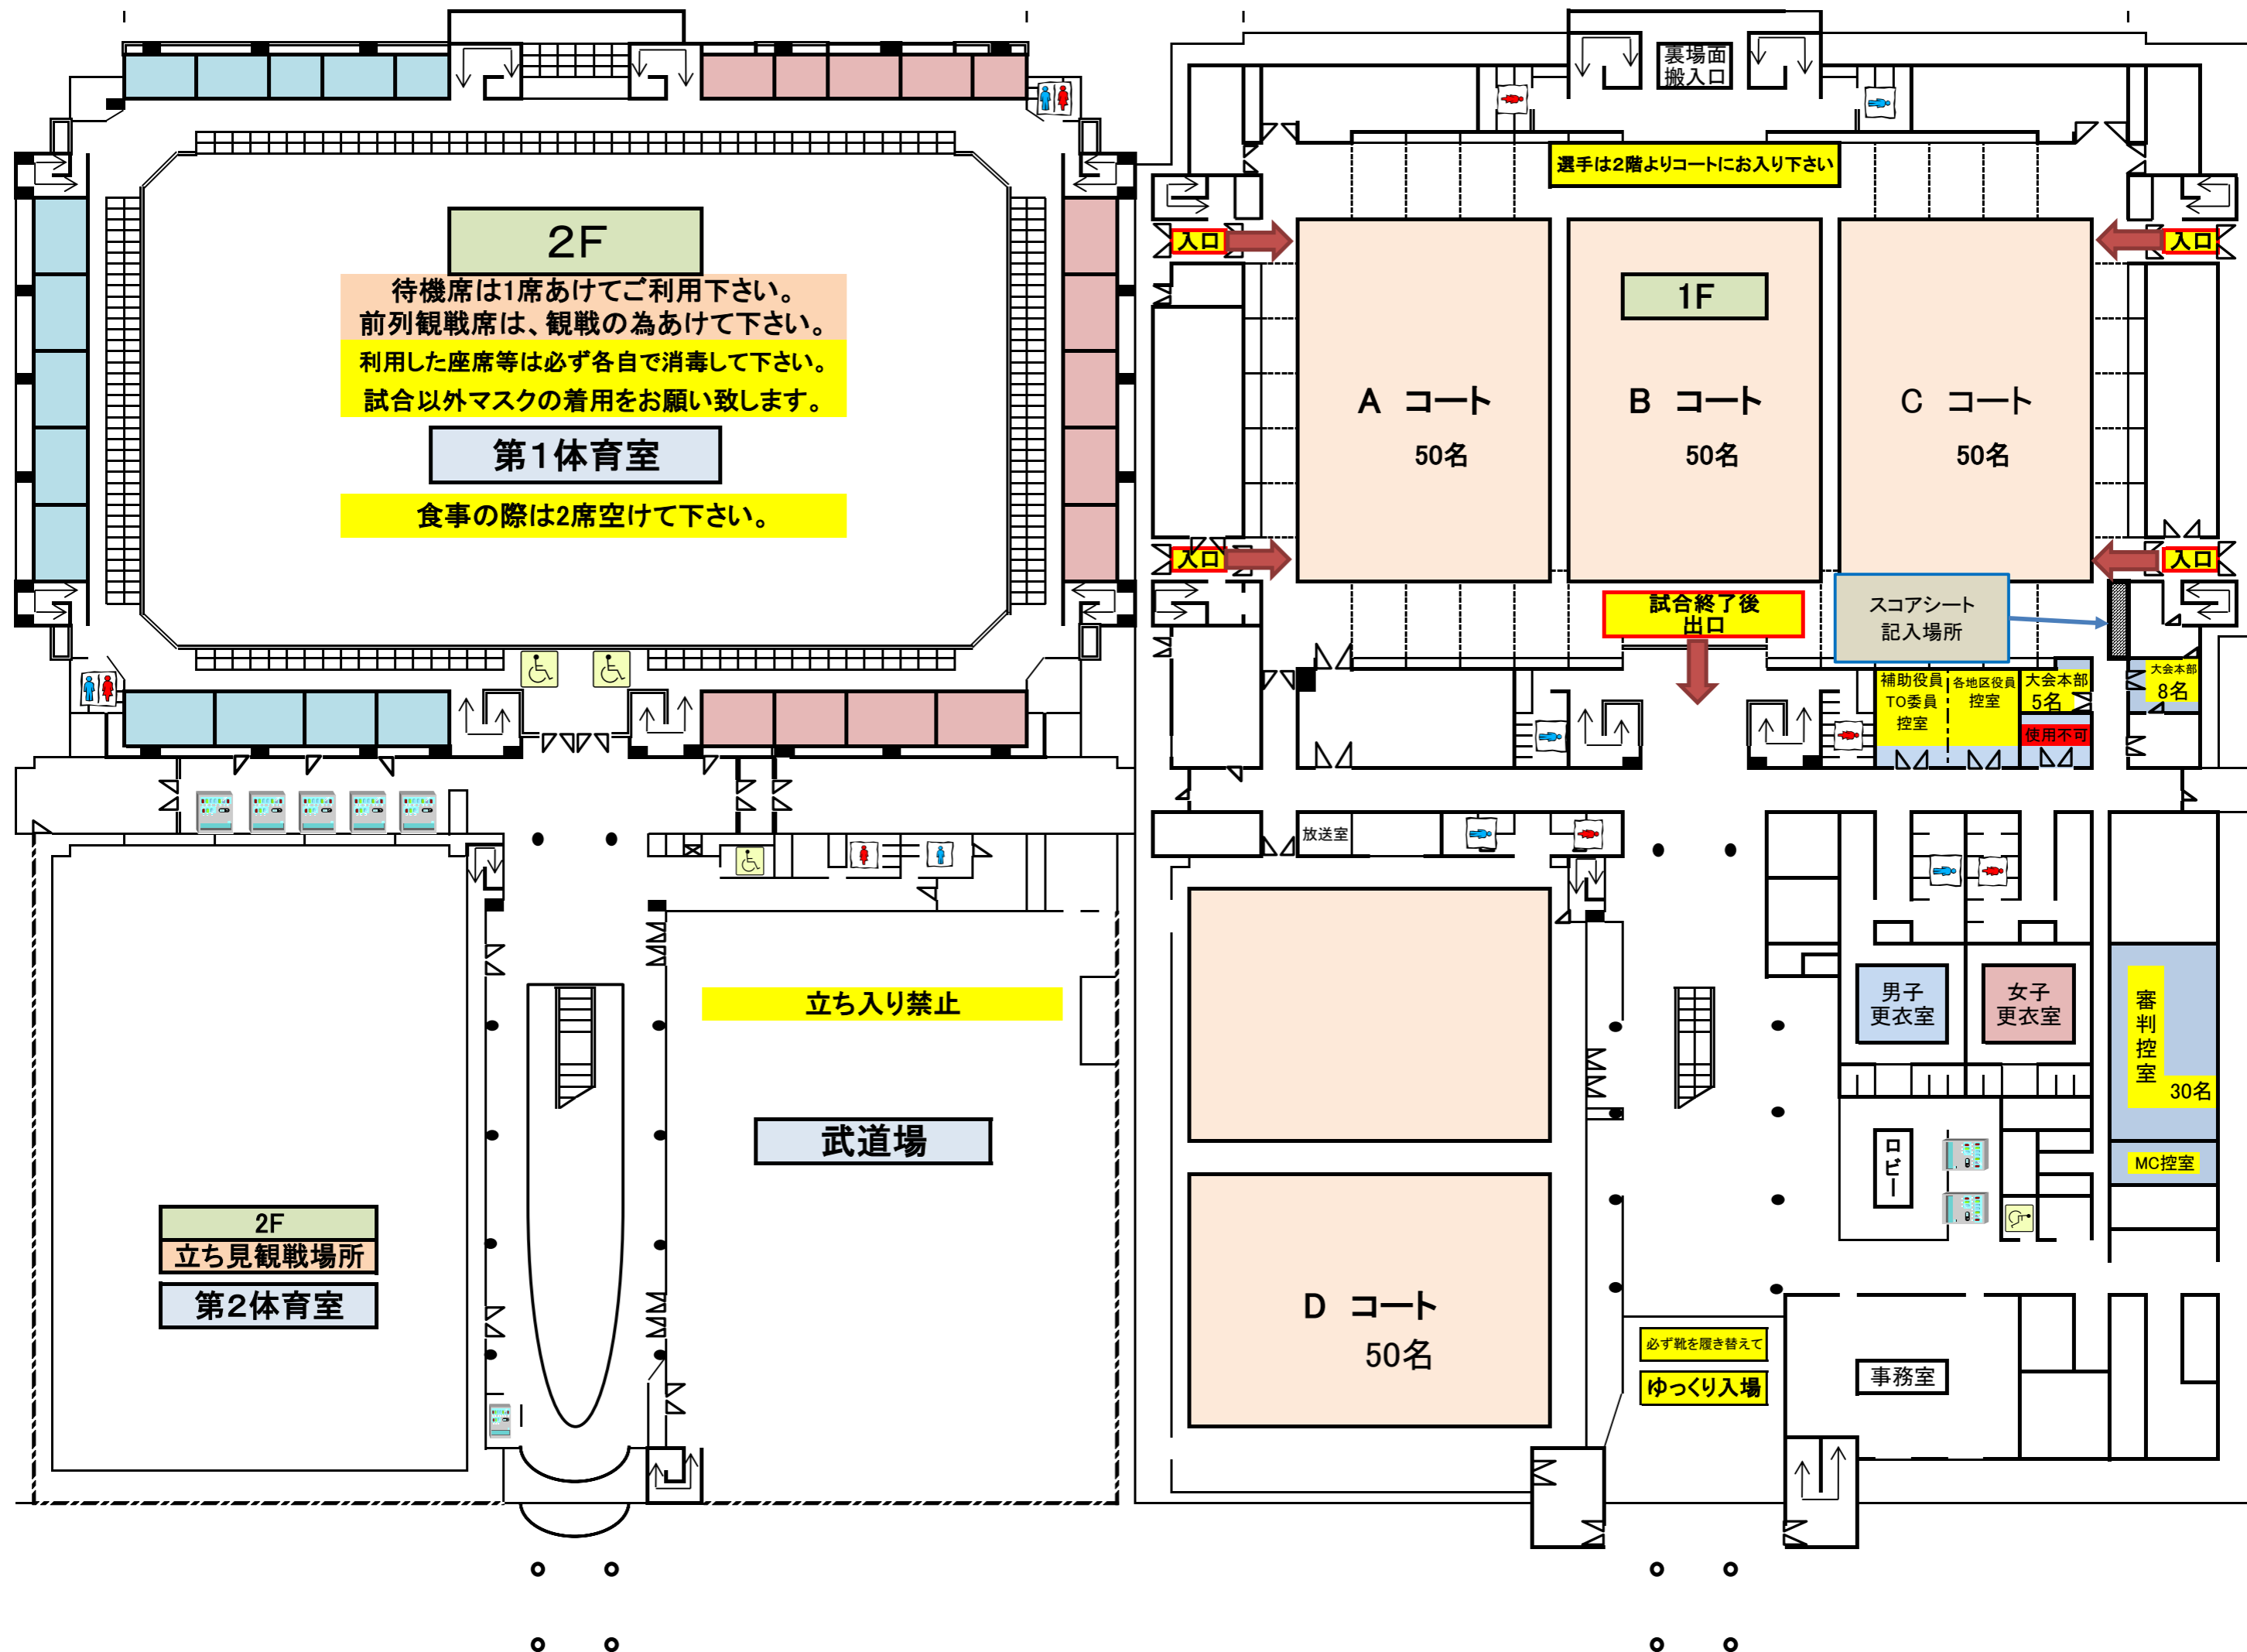 2F
待機席は1席あけてご利用下さい。
前列観戦席は、観戦の為あけて下さい。
利用した座席等は必ず各自で消毒して下さい。
試合以外マスクの着用をお願い致します。
第1体育室
食事の際は2席空けて下さい。
2F
立ち見観戦場所
第2体育室
立ち入り禁止
武道場
裏場面
搬入口
選手は2階よりコートにお入り下さい
入口
入口
1F
A コート
50名
B コート
50名
C コート
50名
入口
入口
試合終了後
出口
スコアシート
記入場所
補助役員
TO委員
控室
各地区役員
控室
大会本部
5名
使用不可
大会本部
8名
放送室
男子
更衣室
女子
更衣室
審判控室
30名
MC控室
ロビー
D コート
50名
必ず靴を履き替えて
ゆっくり入場
事務室